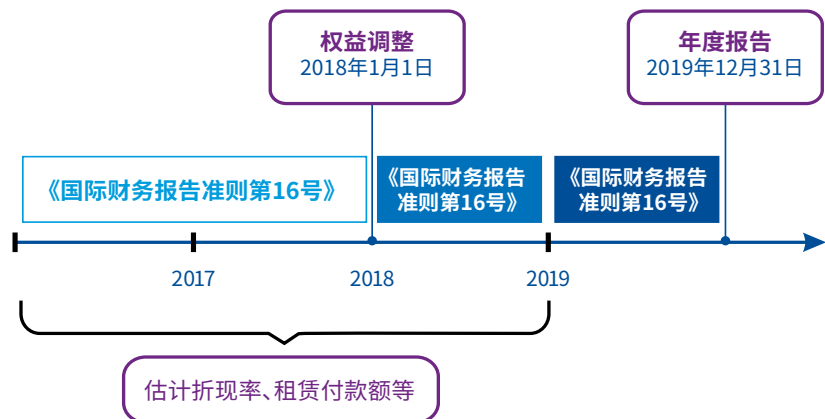 权益调整
2018年1月1日
年度报告
2019年12月31日
《国际财务报告准则第16号》
《国际财务报告
准则第16号》
《国际财务报告
准则第16号》
2017
2018
2019
估计折现率、租赁付款额等